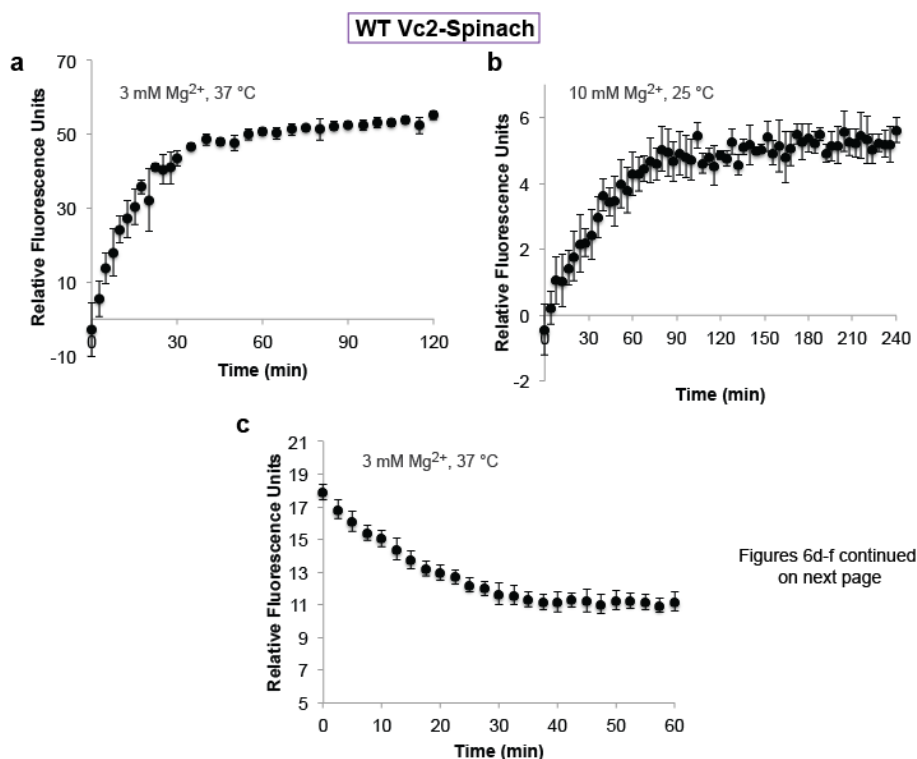 WT Vc2-Spinach
a
3 mM Mg2+, 37 °C
Relative Fluorescence Units
70
50
30
10
-10
0
30
60
90
120
Time (min)
b
10 mM Mg2+, 25 °C
Relative Fluorescence Units
6
4
2
0
-2
0
30
60
90
120
150
180
210
240
Time (min)
c
3 mM Mg2+, 37 °C
Relative Fluorescence Units
21
19
17
15
13
11
9
7
5
0
10
20
30
40
50
60
Time (min)
Figures 6d-f continued
on next page